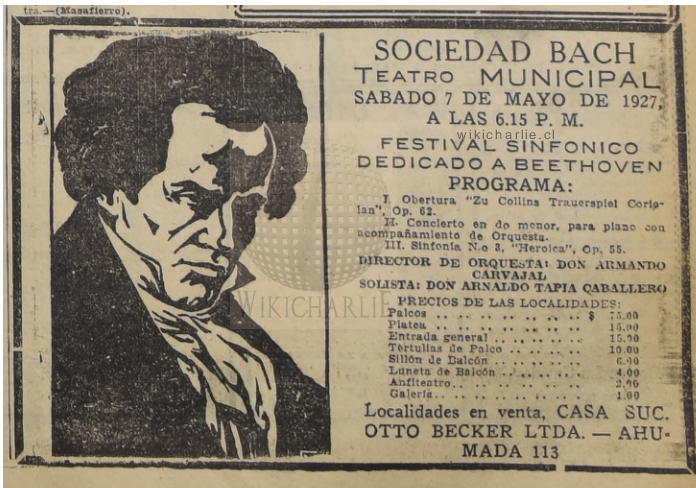 tra.—(Masafierro).
SOCIEDAD BACH
TEATRO MUNICIPAL
SABADO 7 DE MAYO DE 1927,
A LAS 6.15 P. M.
wikicharlie.cl
FESTIVAL SINFONICO
DEDICADO A BEETHOVEN
PROGRAMA:
I. Obertura "Zu Collins Trauerspiel Corio-
lan", Op. 62.
II. Concierto en do menor, para piano con
acompañamiento de Orquesta.
III. Sinfonía N.o 3, "Heroica", Op. 55.
DIRECTOR DE ORQUESTA: DON ARMANDO
CARVAJAL
SOLISTA: DON ARNALDO TAPIA CABALLERO
WIKICHARLIE
PRECIOS DE LAS LOCALIDADES:
Palcos .. .. .. .. .. .. .. $ 75.00
Platea .. .. .. .. .. .. .. 15.00
Entrada general .. .. .. .. .. 15.00
Tertulias de Palco .. .. .. .. 10.00
Sillón de Balcón .. .. .. .. 6.00
Luneta de Balcón .. .. .. .. 4.00
Anfiteatro .. .. .. .. .. .. 2.00
Galería .. .. .. .. .. .. .. 1.00
Localidades en venta, CASA SUC.
OTTO BECKER LTDA. — AHU-
MADA 113